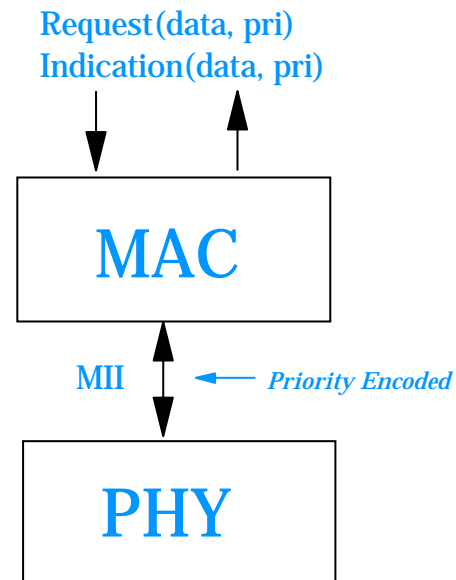 Request(data, pri)
Indication(data, pri)
MAC
MII
Priority Encoded
PHY